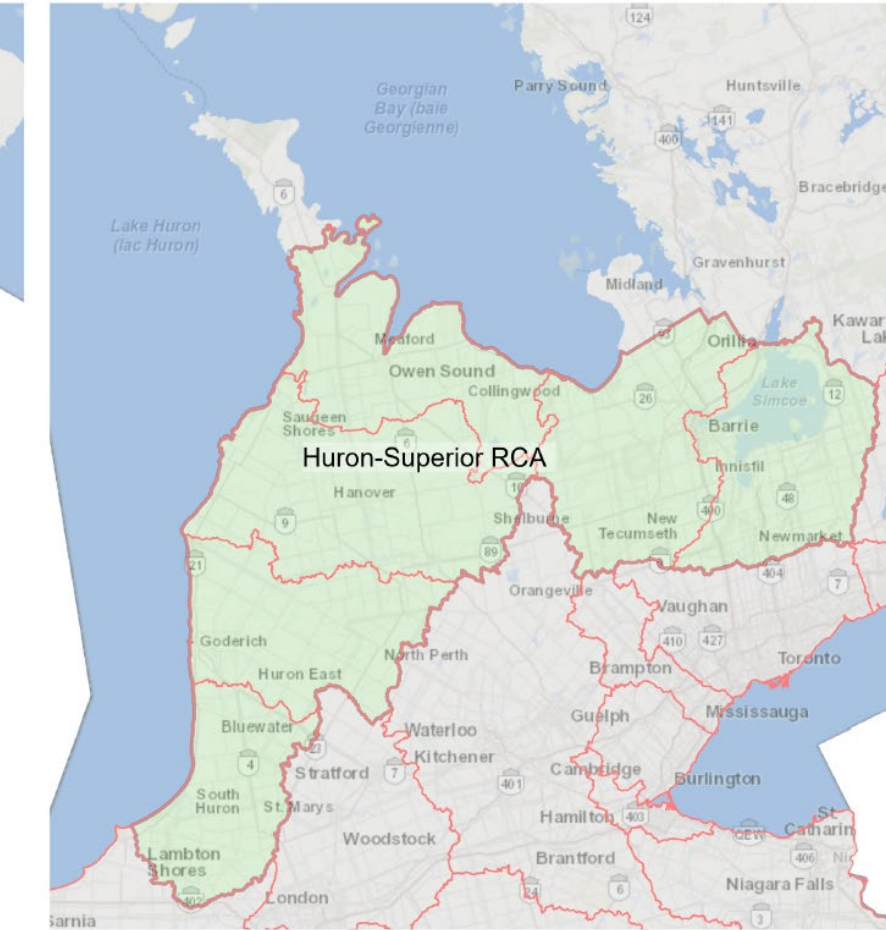 124
Georgian
Bay (baie
Georgienne)
Parry Sound
Huntsville
141
400
6
Bracebridge
Lake Huron
(lac Huron)
Gravenhurst
Midland
Kawar
Lak
93
Orillia
Meaford
Owen Sound
Collingwood
Lake
Simcoe
12
26
Saugeen
Shores
Barrie
6
Huron-Superior RCA
Innisfil
Hanover
10
48
9
400
Shelburne
New
Tecumseth
Newmarket
89
21
404
7
Orangeville
Vaughan
410
427
Goderich
North Perth
Toronto
Brampton
Huron East
Guelph
Mississauga
Bluewater
Waterloo
23
Kitchener
4
Stratford
7
401
Cambridge
Burlington
South
Huron
St. Marys
Hamilton
403
St.
Catharin
QEW
Woodstock
Brantford
406
Ni
Lambton
Shores
Niagara Falls
402
London
24
6
3
Sarnia